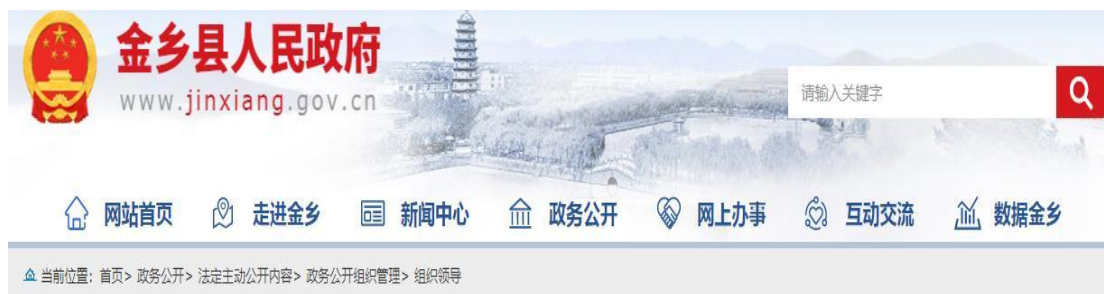 金乡县人民政府
www.jinxiang.gov.cn
请输入关键字
网站首页 走进金乡 新闻中心 政务公开 网上办事 互动交流 数据金乡
当前位置：首页> 政务公开> 法定主动公开内容> 政务公开组织管理> 组织领导